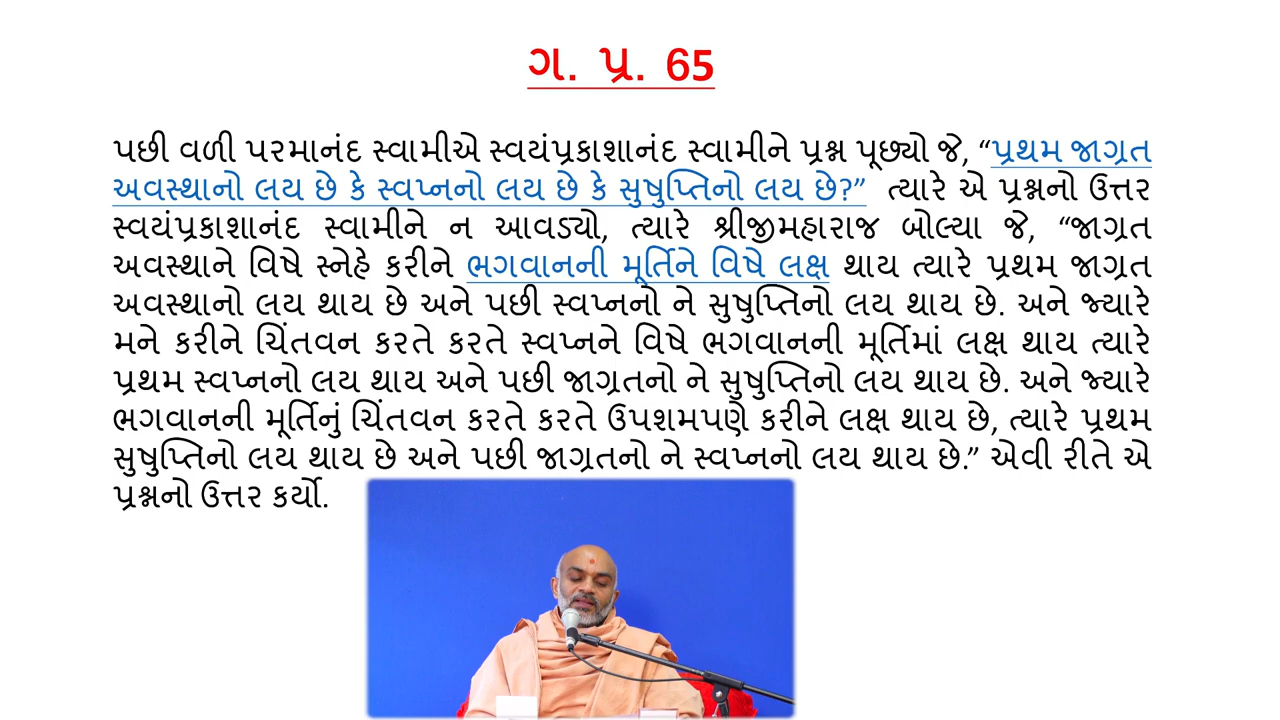 ગ. પ્ર. 65
પછી વળી પરમાનંદ સ્વામીએ સ્વયંપ્રકાશાનંદ સ્વામીને પ્રશ્ન પૂછ્યો જે, “પ્રથમ જાગ્રત
અવસ્થાનો લય છે કે સ્વપ્નનો લય છે કે સુષુપ્તિનો લય છે?” ત્યારે એ પ્રશ્નનો ઉત્તર
સ્વયંપ્રકાશાનંદ સ્વામીને ન આવડ્યો, ત્યારે શ્રીજીમહારાજ બોલ્યા જે, “જાગ્રત
અવસ્થાને વિષે સ્નેહે કરીને ભગવાનની મૂર્તિને વિષે લક્ષ થાય ત્યારે પ્રથમ જાગ્રત
અવસ્થાનો લય થાય છે અને પછી સ્વપ્નનો ને સુષુપ્તિનો લય થાય છે. અને જ્યારે
મને કરીને ચિંતવન કરતે કરતે સ્વપ્નને વિષે ભગવાનની મૂર્તિમાં લક્ષ થાય ત્યારે
પ્રથમ સ્વપ્નનો લય થાય અને પછી જાગ્રતનો ને સુષુપ્તિનો લય થાય છે. અને જ્યારે
ભગવાનની મૂર્તિનું ચિંતવન કરતે કરતે ઉપશમપણે કરીને લક્ષ થાય છે, ત્યારે પ્રથમ
સુષુપ્તિનો લય થાય છે અને પછી જાગ્રતનો ને સ્વપ્નનો લય થાય છે.” એવી રીતે એ
પ્રશ્નનો ઉત્તર કર્યો.